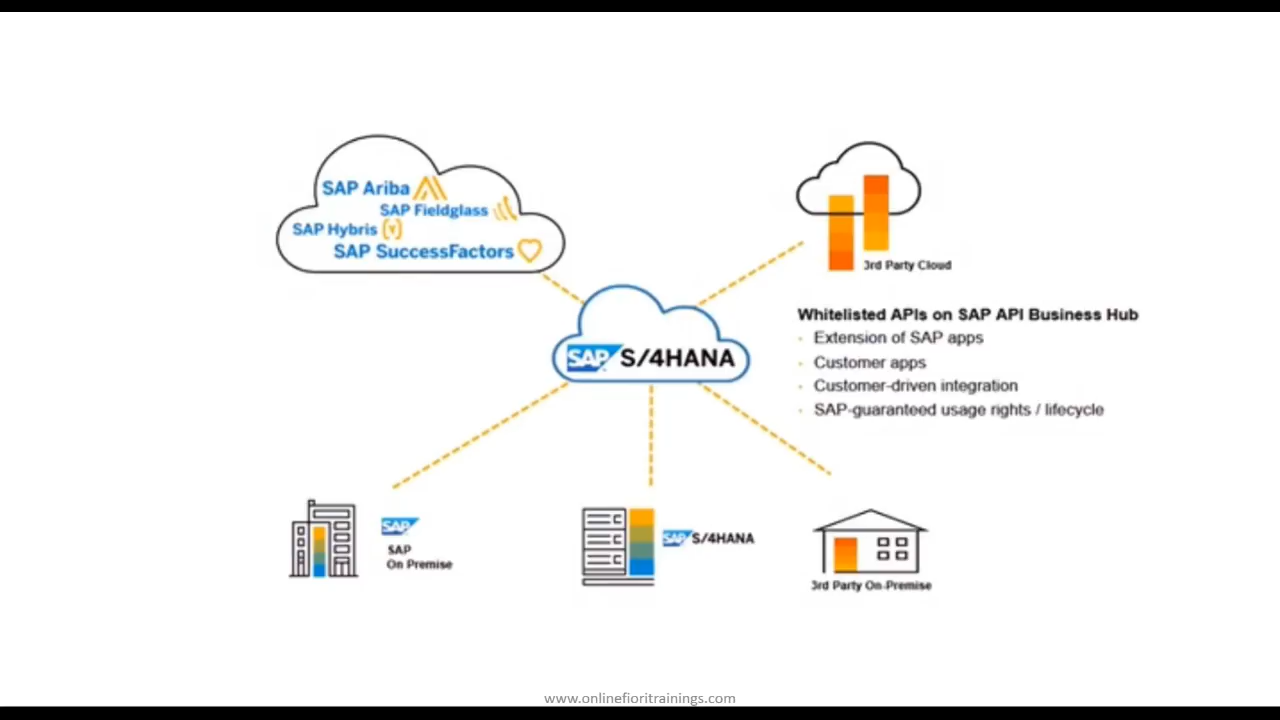 SAP Ariba
SAP Fieldglass
SAP Hybris
SAP SuccessFactors
3rd Party Cloud
SAP S/4HANA
Whitelisted APIs on SAP API Business Hub
Extension of SAP apps
Customer apps
Customer-driven integration
SAP-guaranteed usage rights / lifecycle
SAP
SAP
On Premise
SAP S/4HANA
3rd Party On-Premise
www.onlinefioritrainings.com